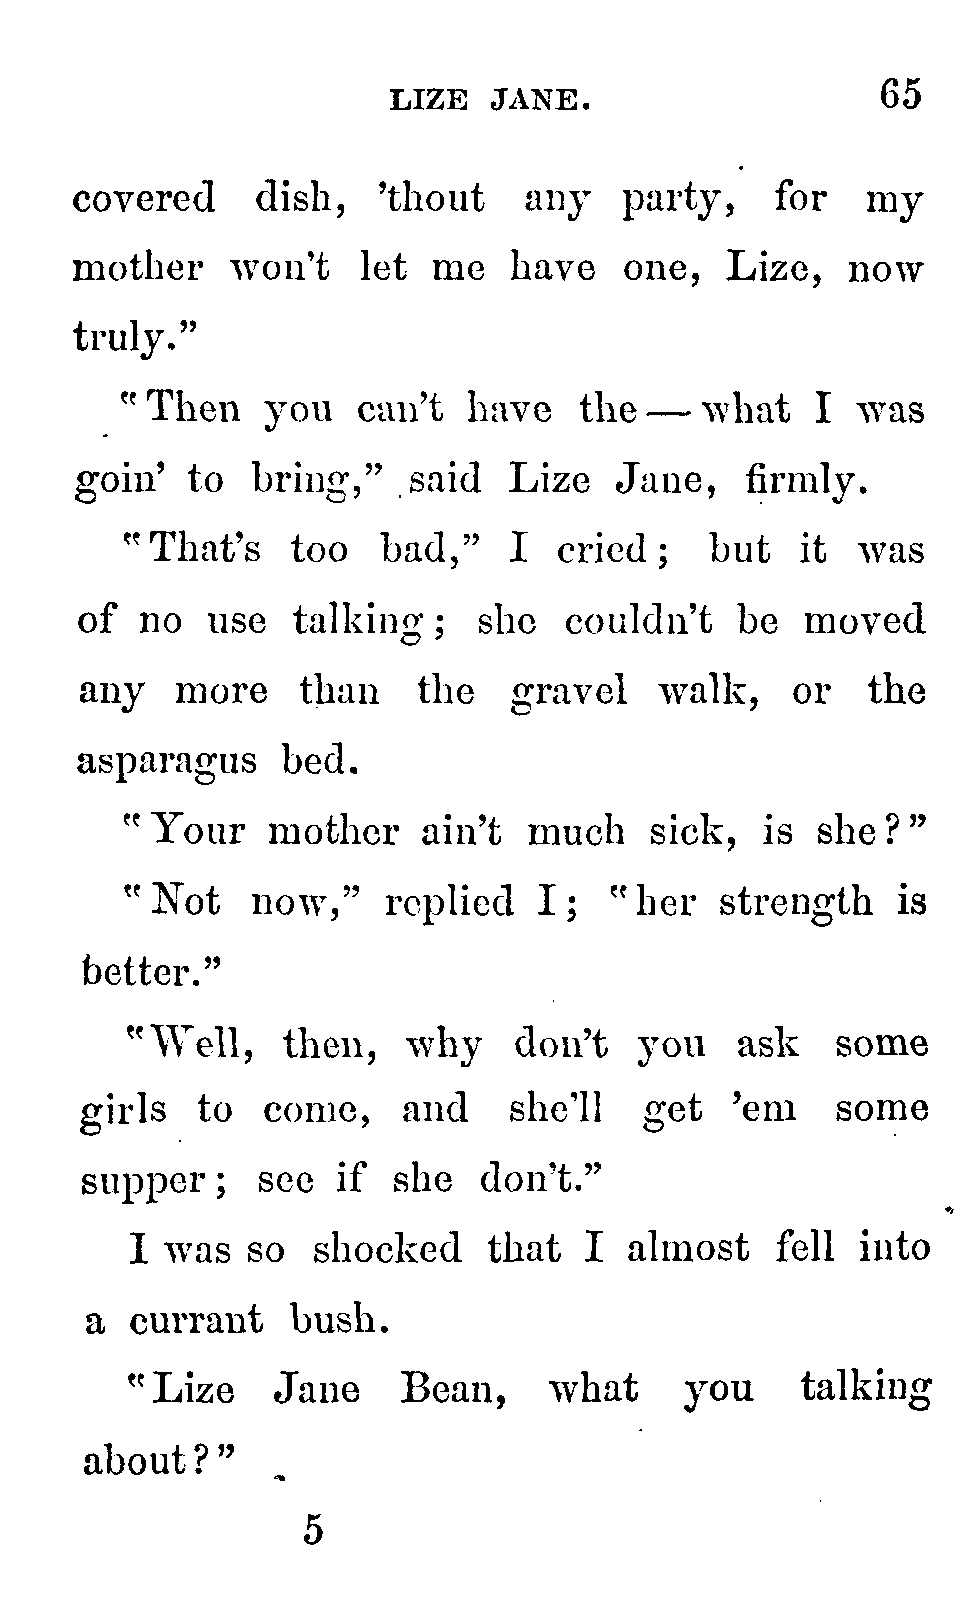 LIZE JANE. 65
covered dish, 'thout any party, for my
mother won't let me have one, Lize, now
truly."
"Then you can't have the — what I was
goin' to bring," said Lize Jane, firmly.
"That's too bad," I cried; but it was
of no use talking; she couldn't be moved
any more than the gravel walk, or the
asparagus bed.
"Your mother ain't much sick, is she?"
"Not now," replied I; "her strength is
better."
"Well, then, why don't you ask some
girls to come, and she'll get 'em some
supper; see if she don't."
I was so shocked that I almost fell into
a currant bush.
"Lize Jane Bean, what you talking
about?"
5